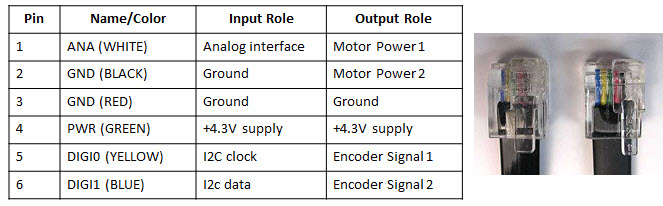 Pin Name/Color Input Role Output Role
1 ANA (WHITE) Analog interface Motor Power 1
2 GND (BLACK) Ground Motor Power 2
3 GND (RED) Ground Ground
4 PWR (GREEN) +4.3V supply +4.3V supply
5 DIGI0 (YELLOW) I2C clock Encoder Signal 1
6 DIGI1 (BLUE) I2c data Encoder Signal 2